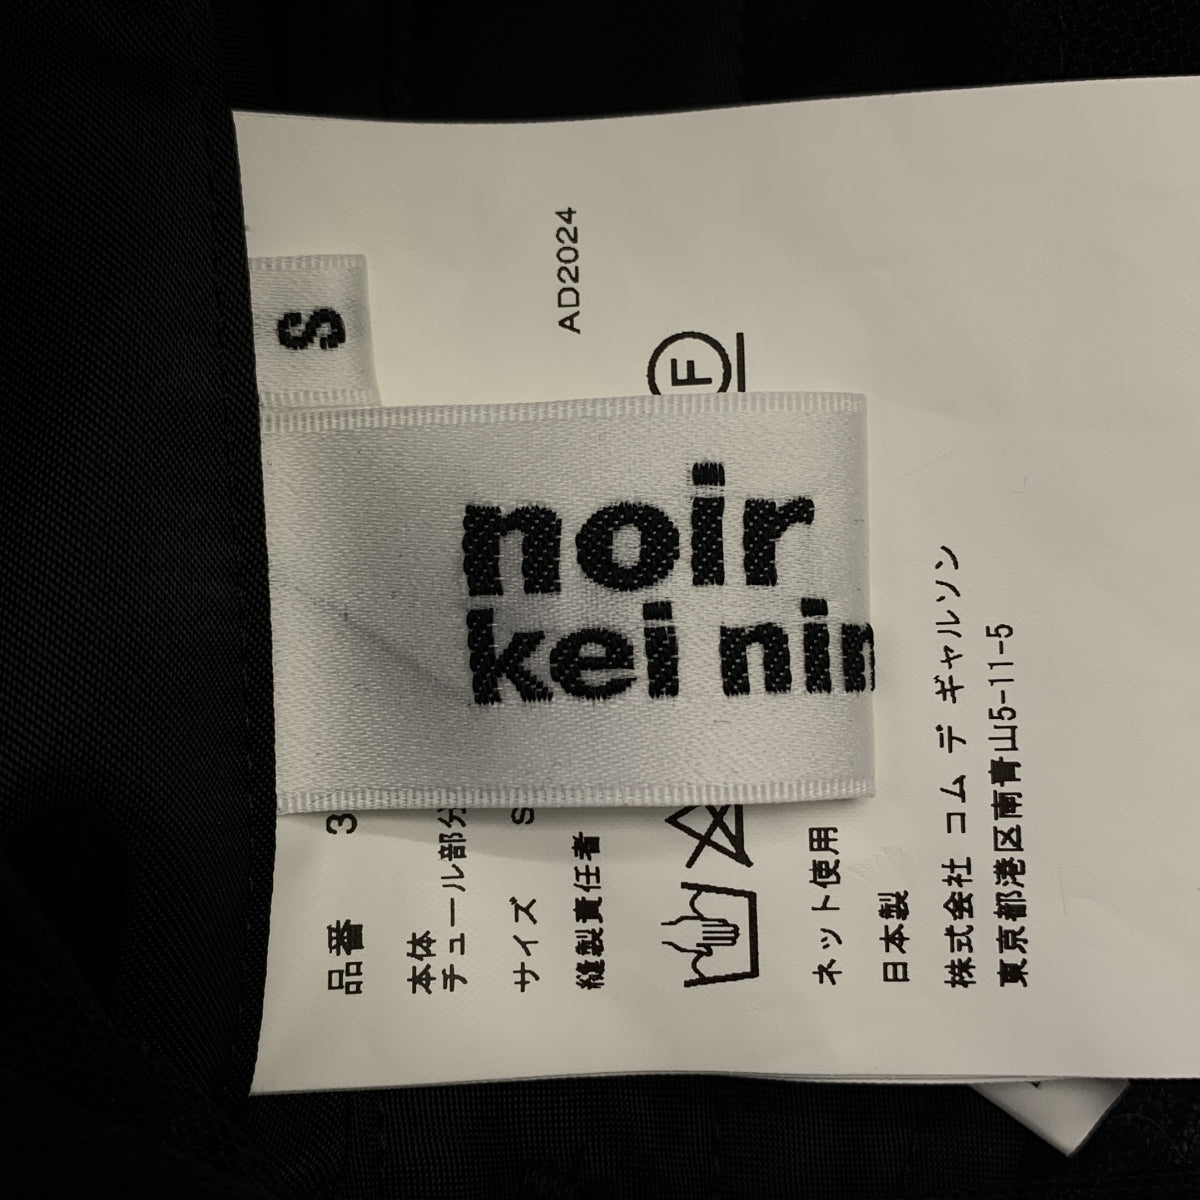 noir
kei nin
S
AD2024
F
品番 3
本体
チュール部分
サイズ S
縫製責任者
ネット使用
日本製
株式会社 コム デ ギャルソン
東京都港区南青山5-11-5